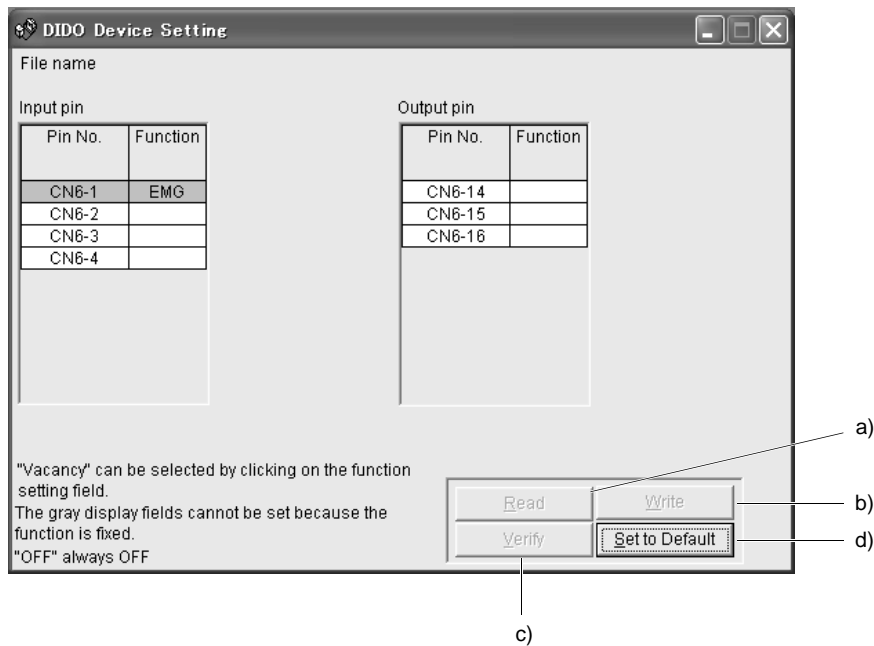 DIDO Device Setting
File name
Input pin
Pin No. Function
CN6-1 EMG
CN6-2
CN6-3
CN6-4
Output pin
Pin No. Function
CN6-14
CN6-15
CN6-16
"Vacancy" can be selected by clicking on the function
setting field.
The gray display fields cannot be set because the
function is fixed.
"OFF" always OFF
Read Write
Verify Set to Default
a)
b)
d)
c)